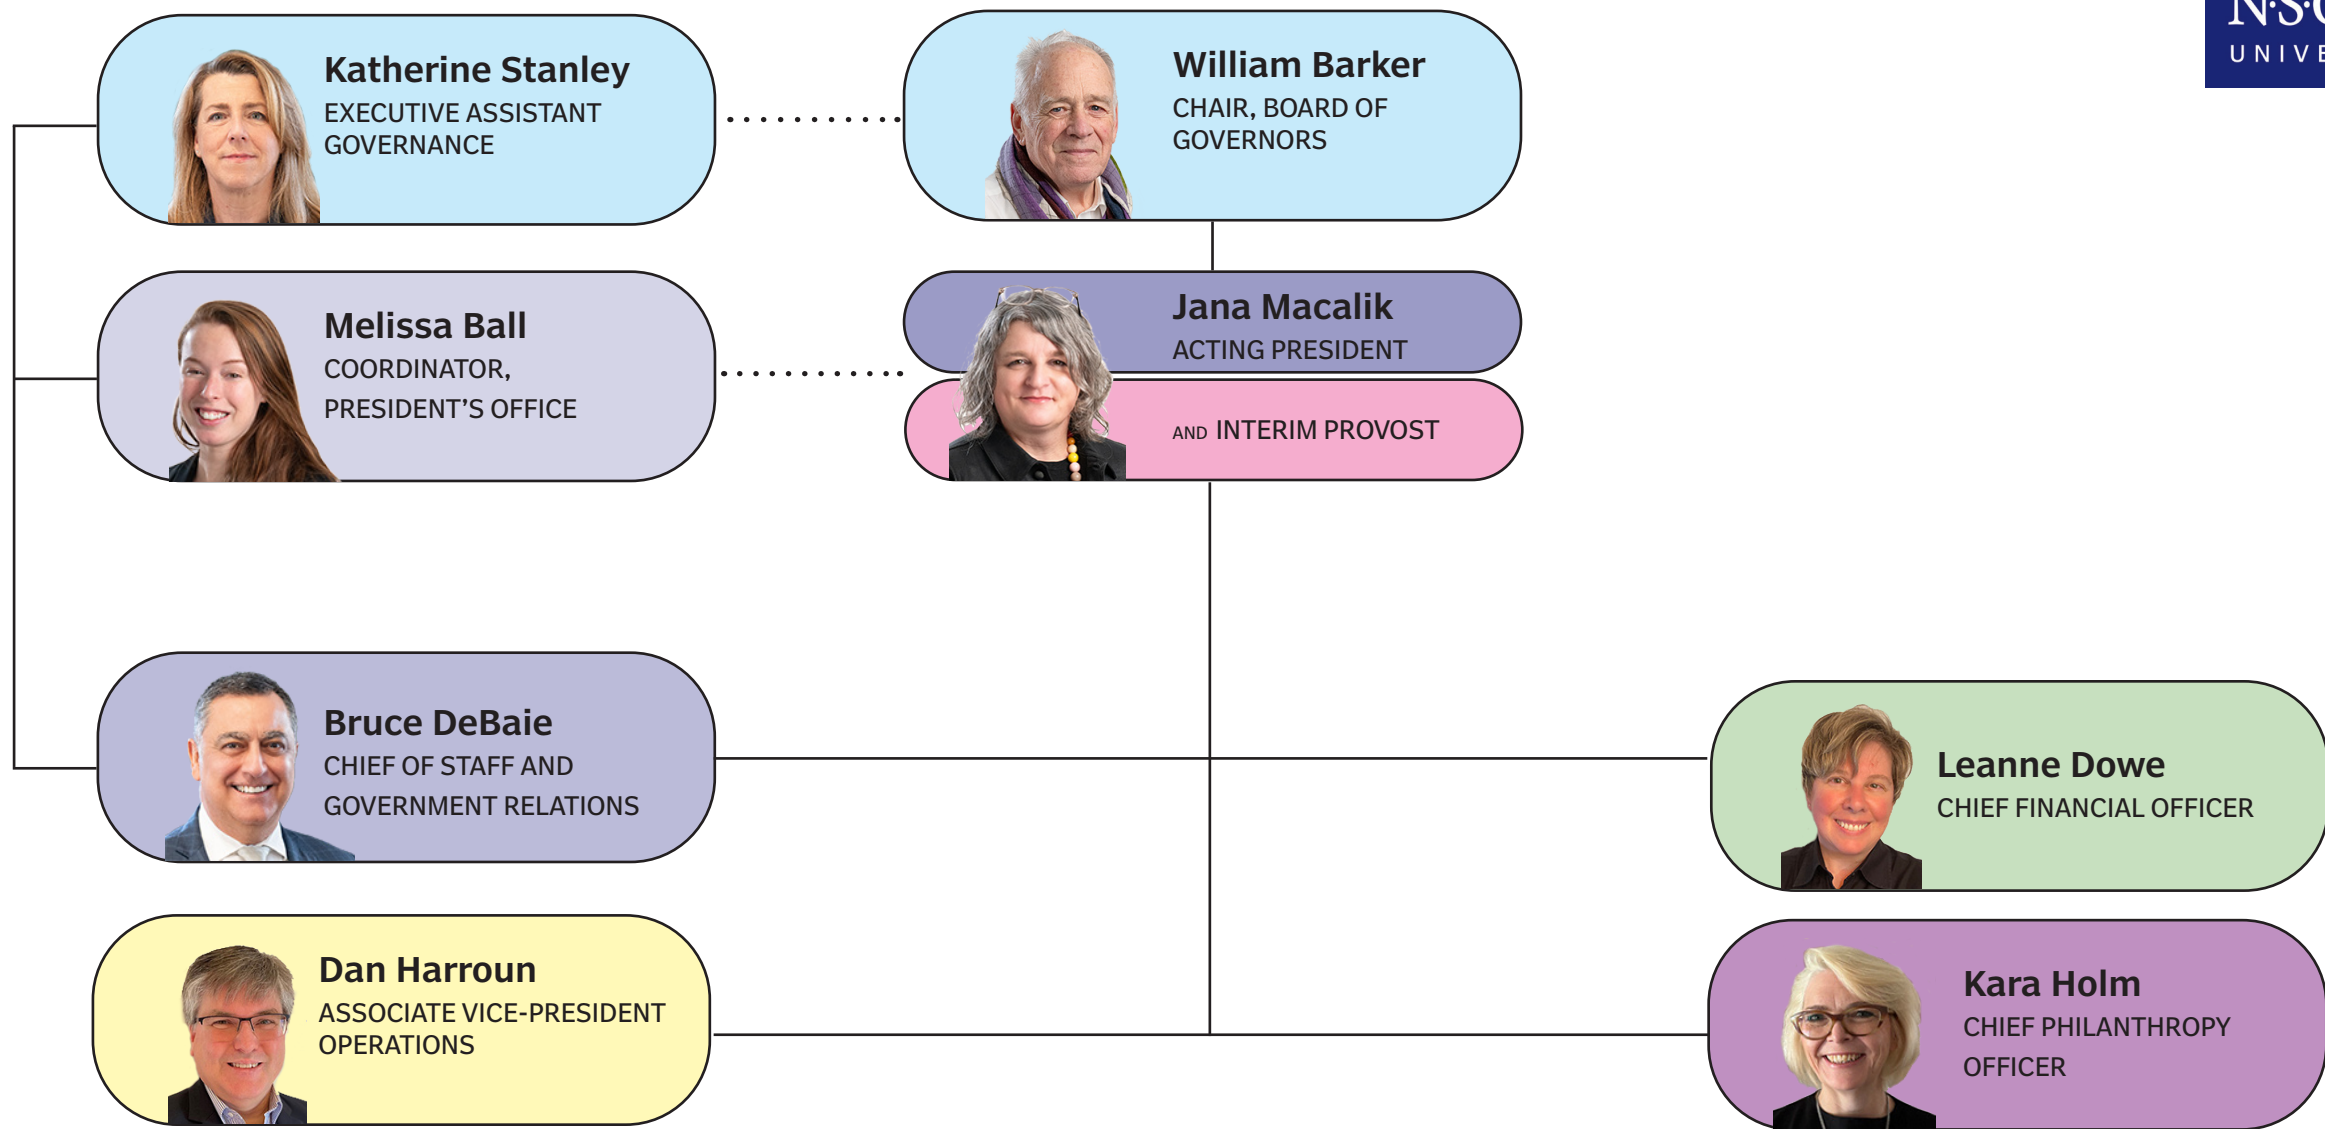 N·S·C
UNIVE
Katherine Stanley
EXECUTIVE ASSISTANT
GOVERNANCE
William Barker
CHAIR, BOARD OF
GOVERNORS
Melissa Ball
COORDINATOR,
PRESIDENT’S OFFICE
Jana Macalik
ACTING PRESIDENT
AND INTERIM PROVOST
Bruce DeBaie
CHIEF OF STAFF AND
GOVERNMENT RELATIONS
Leanne Dowe
CHIEF FINANCIAL OFFICER
Dan Harroun
ASSOCIATE VICE-PRESIDENT
OPERATIONS
Kara Holm
CHIEF PHILANTHROPY
OFFICER